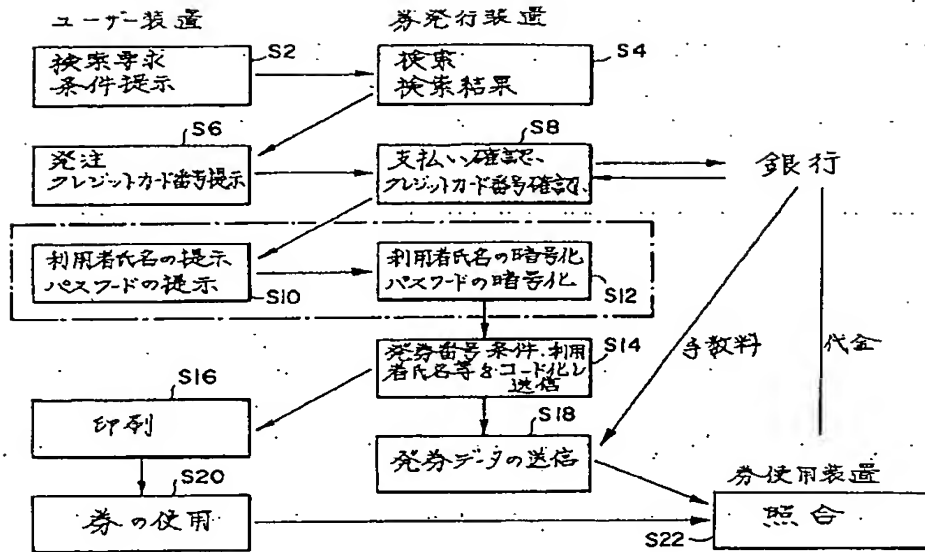 ユーザー装置
券発行装置
S2
検索要求
条件提示
S4
検索
検索結果
S6
発注
クレジットカード番号提示
S8
支払い確認、
クレジットカード番号確認、
銀行
利用者氏名の提示
パスワードの提示
S10
利用者氏名の暗号化
パスワードの暗号化
S12
S14
発券番号条件、利用
者氏名等をコード化し
送信
手数料
代金
S16
印刷
S18
発券データの送信
S20
券の使用
券使用装置
照合
S22